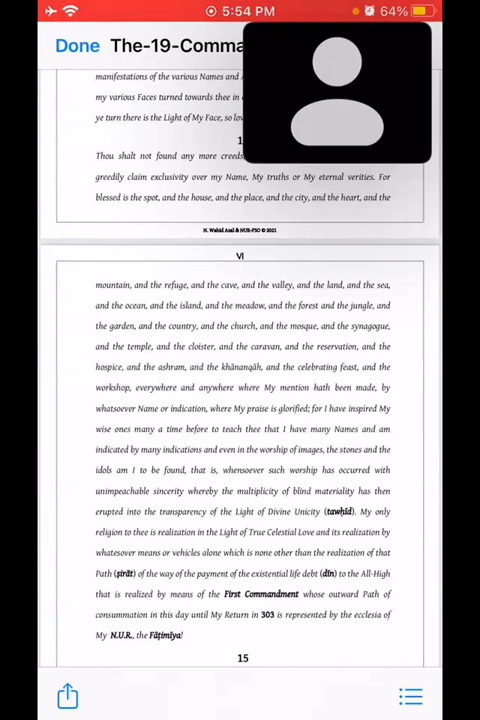 5:54 PM
64%
Done The-19-Comma
manifestations of the various Names and
my various Faces turned towards thee in
ye turn there is the Light of My Face, so
1
Thou shalt not found any more creeds
greedily claim exclusivity over my Name, My truths or My eternal verities. For
blessed is the spot, and the house, and the place, and the city, and the heart, and the
N. Wahid Azal & NUR-FSO © 2021
VI
mountain, and the refuge, and the cave, and the valley, and the land, and the sea,
and the ocean, and the island, and the meadow, and the forest and the jungle, and
the garden, and the country, and the church, and the mosque, and the synagogue,
and the temple, and the cloister, and the caravan, and the reservation, and the
hospice, and the ashram, and the khānanqāh, and the celebrating feast, and the
workshop, everywhere and anywhere where My mention hath been made, by
whatsoever Name or indication, where My praise is glorified; for I have inspired My
wise ones many a time before to teach thee that I have many Names and am
indicated by many indications and even in the worship of images, the stones and the
idols am I to be found, that is, whensoever such worship has occurred with
unimpeachable sincerity whereby the multiplicity of blind materiality has then
erupted into the transparency of the Light of Divine Unicity (tawḥīd). My only
religion to thee is realization in the Light of True Celestial Love and its realization by
whatesover means or vehicles alone which is none other than the realization of that
Path (ṣirāṭ) of the way of the payment of the existential life debt (dīn) to the All-High
that is realized by means of the First Commandment whose outward Path of
consummation in this day until My Return in 303 is represented by the ecclesia of
My N.U.R., the Fāṭimīya!
15